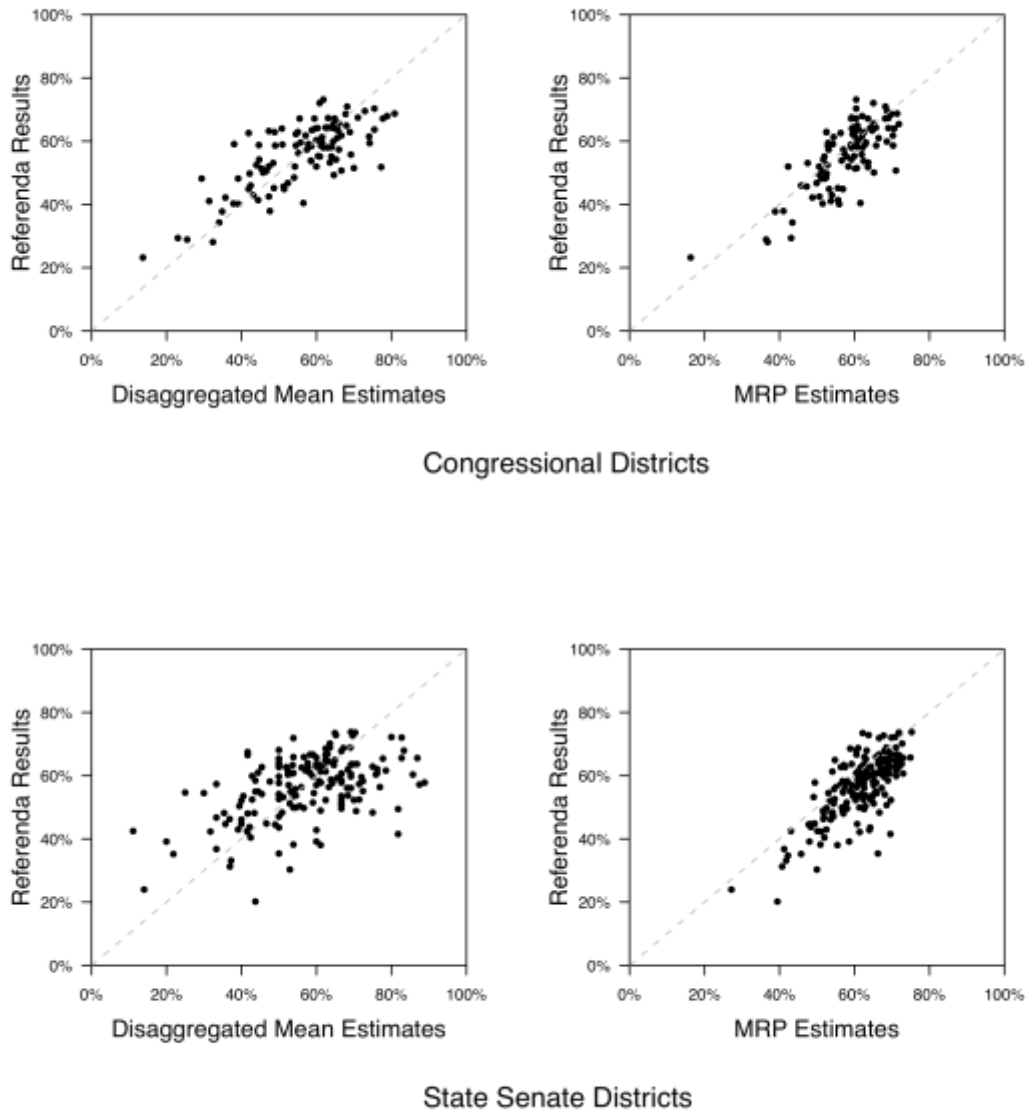 100%
80%
60%
40%
20%
0%
Referenda Results
0% 20% 40% 60% 80% 100%
Disaggregated Mean Estimates
100%
80%
60%
40%
20%
0%
Referenda Results
0% 20% 40% 60% 80% 100%
MRP Estimates
Congressional Districts
100%
80%
60%
40%
20%
0%
Referenda Results
0% 20% 40% 60% 80% 100%
Disaggregated Mean Estimates
100%
80%
60%
40%
20%
0%
Referenda Results
0% 20% 40% 60% 80% 100%
MRP Estimates
State Senate Districts